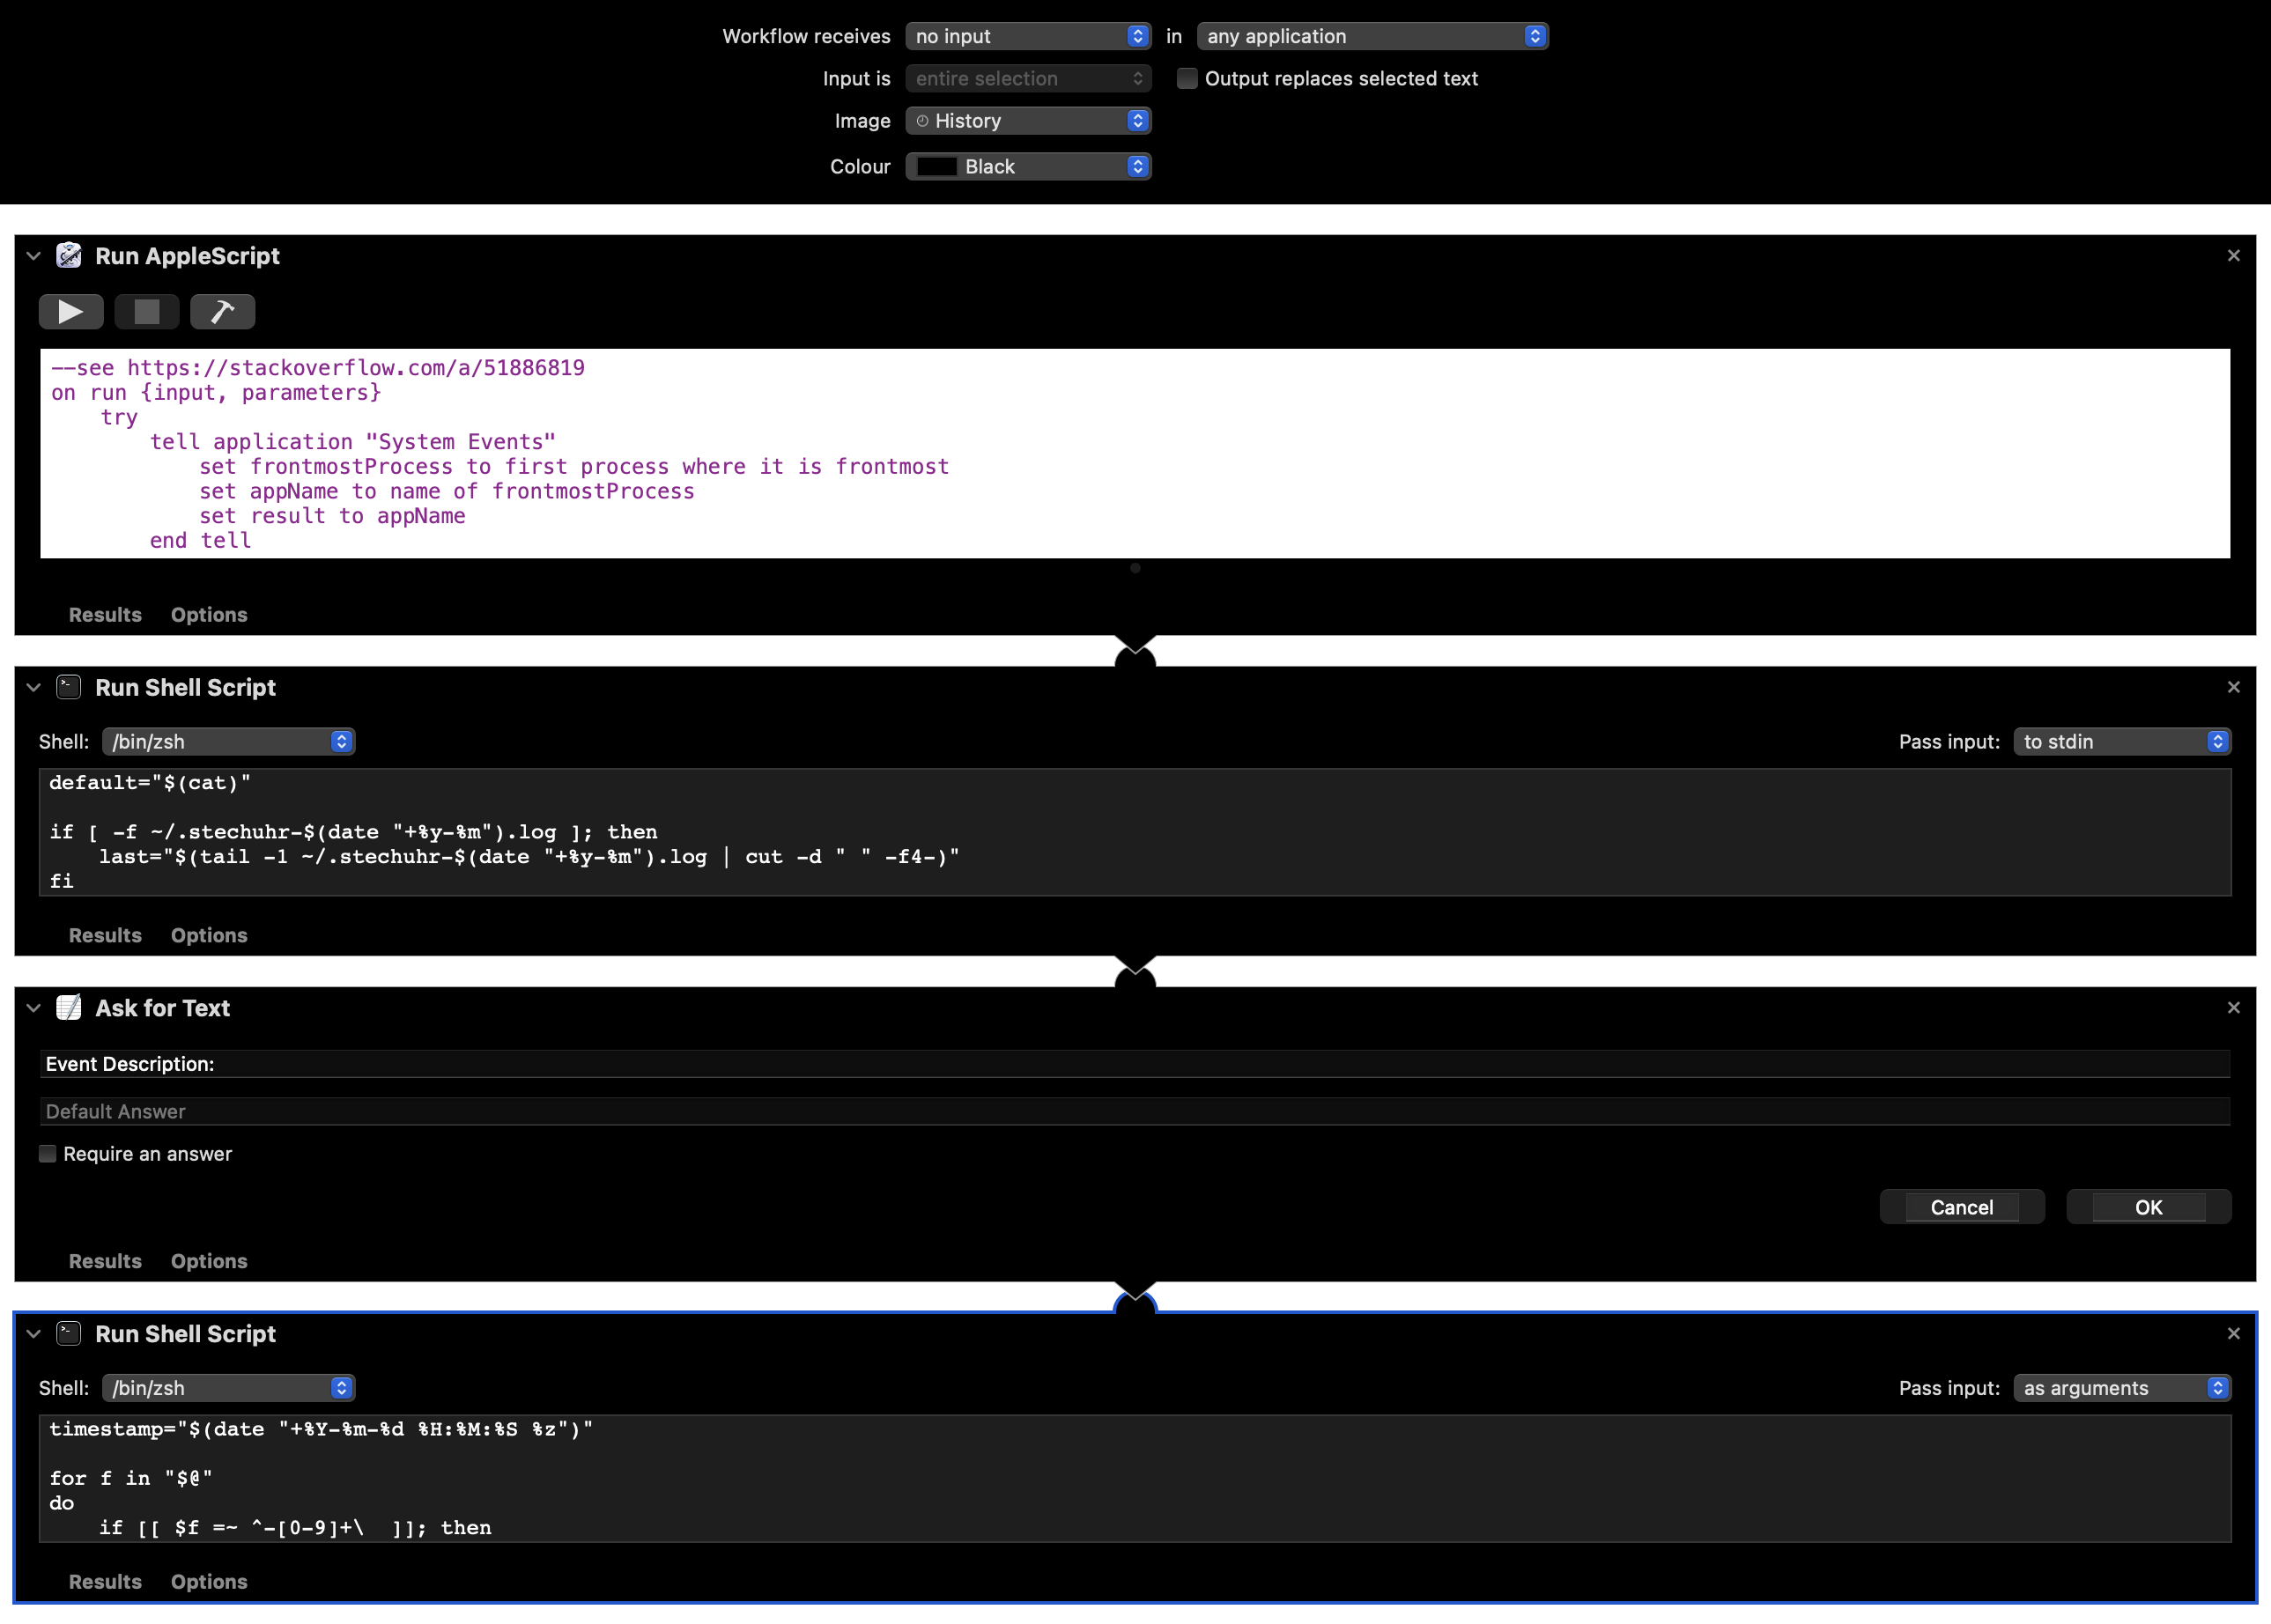 Workflow receives no input in any application
Input is entire selection Output replaces selected text
Image History
Colour Black
Run AppleScript
--see https://stackoverflow.com/a/51886819
on run {input, parameters}
try
tell application "System Events"
set frontmostProcess to first process where it is frontmost
set appName to name of frontmostProcess
set result to appName
end tell
Results Options
Run Shell Script
Shell: /bin/zsh Pass input: to stdin
default="$(cat)"
if [ -f ~/.stechuhr-$(date "+%y-%m").log ]; then
last="$(tail -1 ~/.stechuhr-$(date "+%y-%m").log | cut -d " " -f4-)"
fi
Results Options
Ask for Text
Event Description:
Default Answer
Require an answer
Cancel OK
Results Options
Run Shell Script
Shell: /bin/zsh Pass input: as arguments
timestamp="$(date "+%Y-%m-%d %H:%M:%S %z")"
for f in "$@"
do
if [[ $f =~ ^-[0-9]+\  ]]; then
Results Options